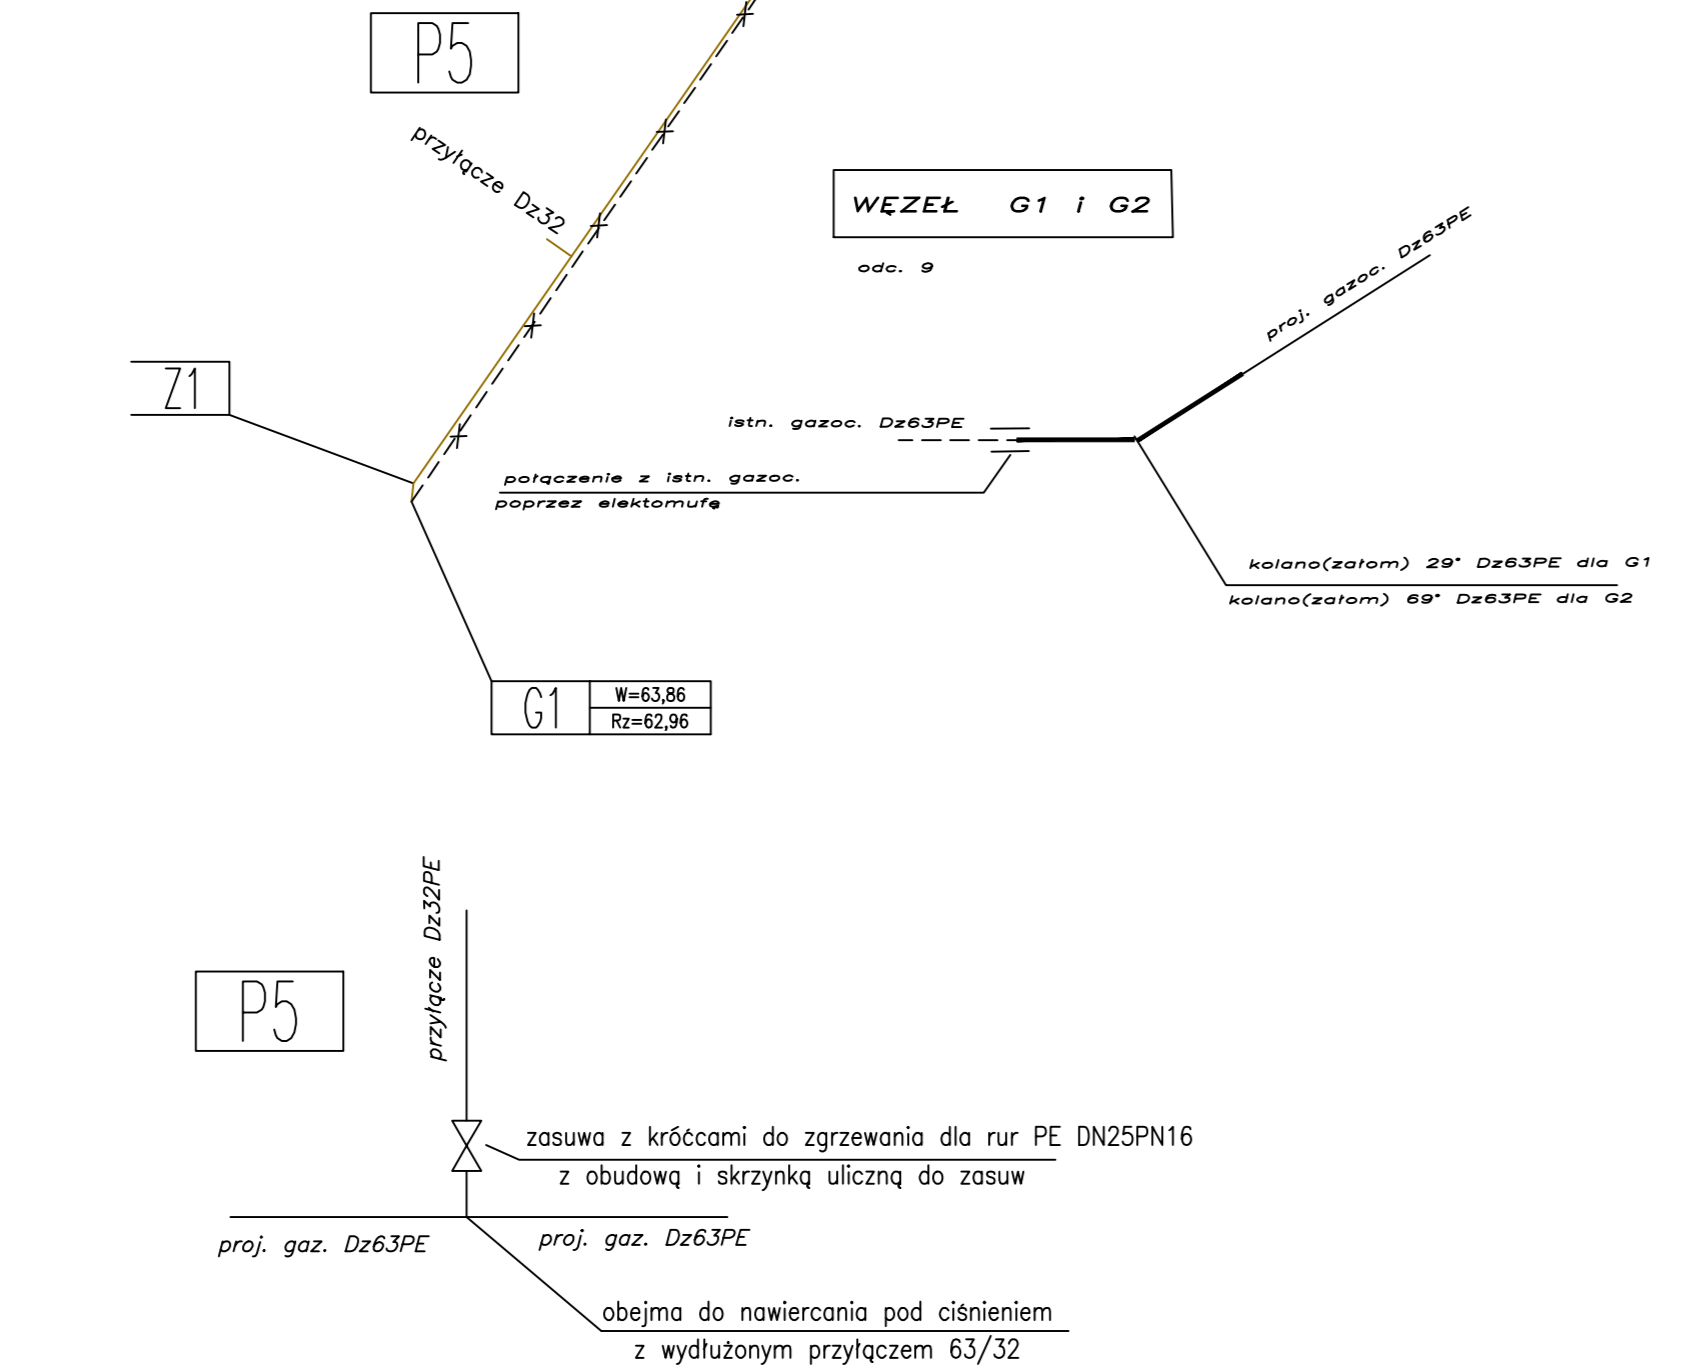 P5
przyłącze Dz32
WĘZEŁ G1 i G2
odc. 9
proj. gazoc. Dz63PE
Z1
istn. gazoc. Dz63PE
połączenie z istn. gazoc.
poprzez elektomufę
kolano(załom) 29° Dz63PE dla G1
kolano(załom) 69° Dz63PE dla G2
G1
W=63,86
Rz=62,96
przyłącze Dz32PE
P5
zasuwa z króćcami do zgrzewania dla rur PE DN25PN16
z obudową i skrzynką uliczną do zasuw
proj. gaz. Dz63PE
proj. gaz. Dz63PE
obejma do nawiercania pod ciśnieniem
z wydłużonym przyłączem 63/32